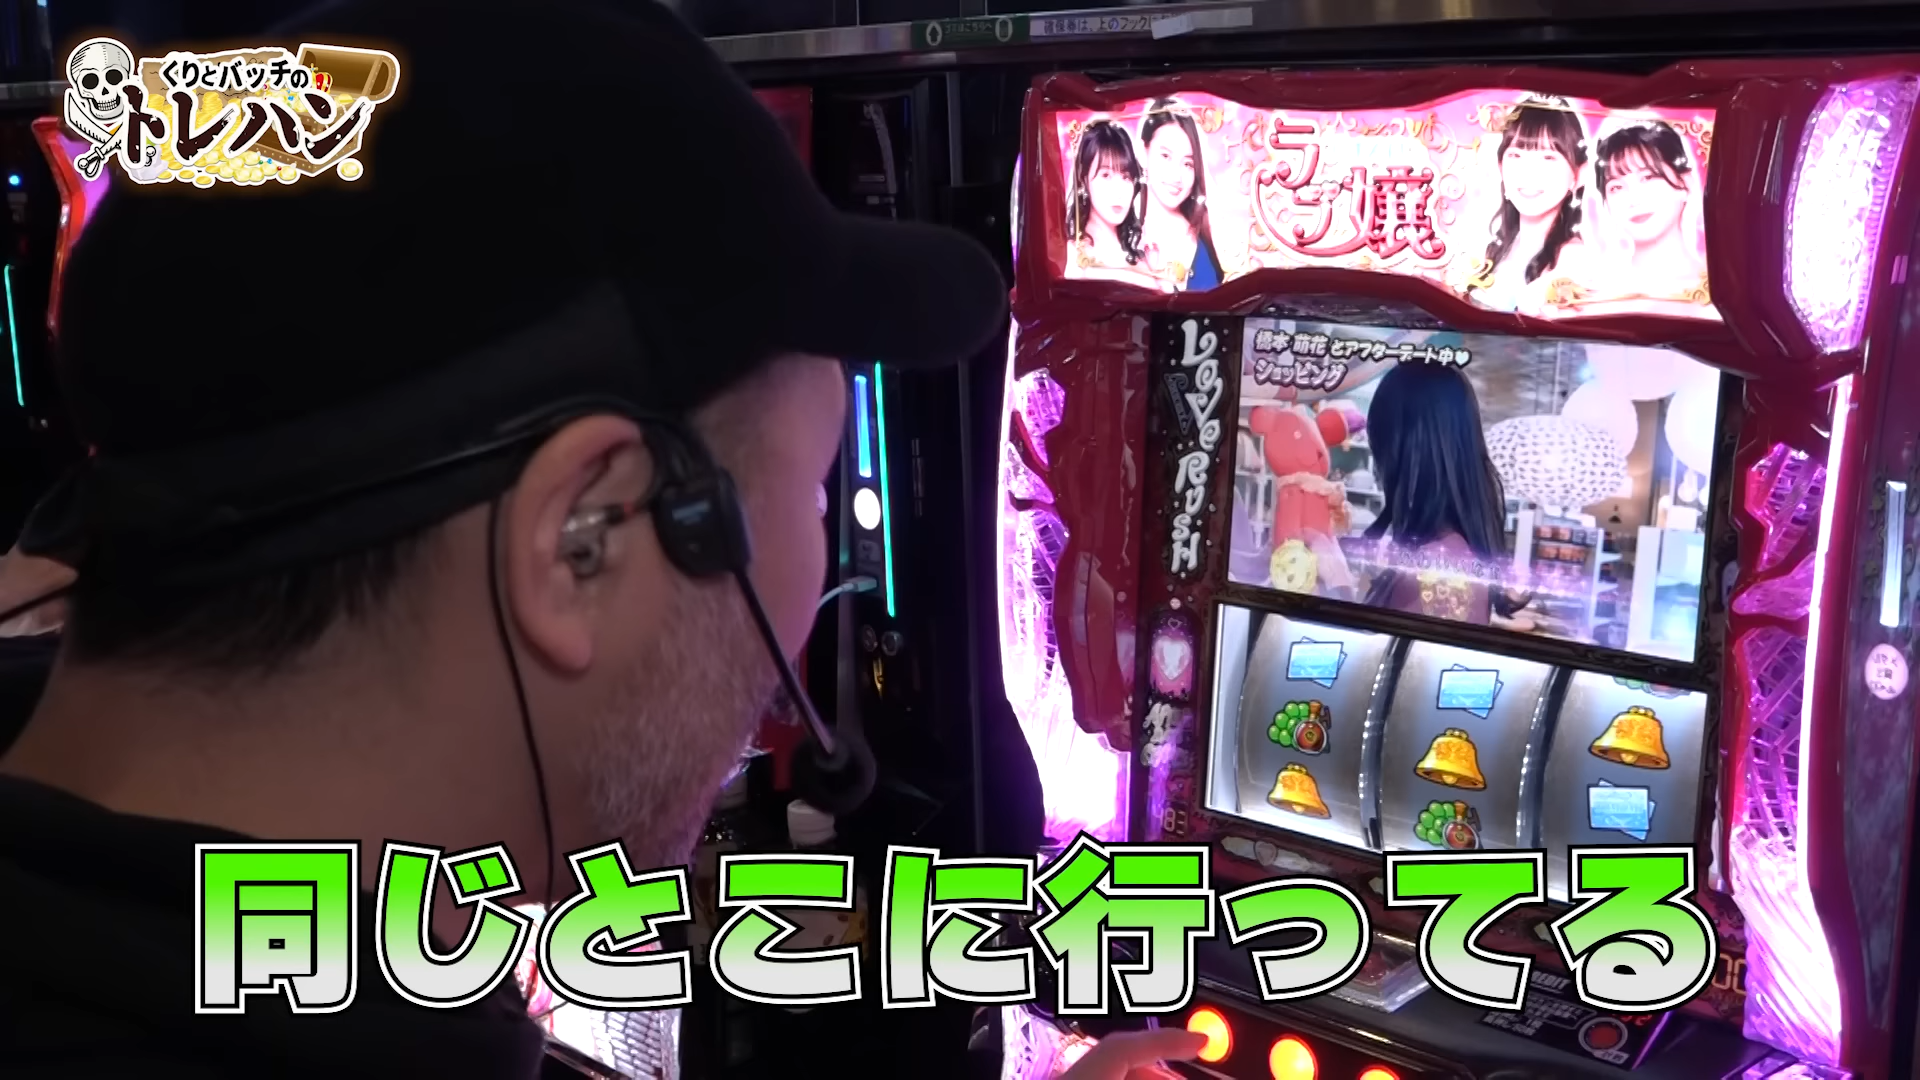 くりとバッチの
トレハン
ラブ嬢
LOVE RUSH
橋本 萌花 とアフターデート中♥
ショッピング
483
同じとこに行ってる
CREDIT